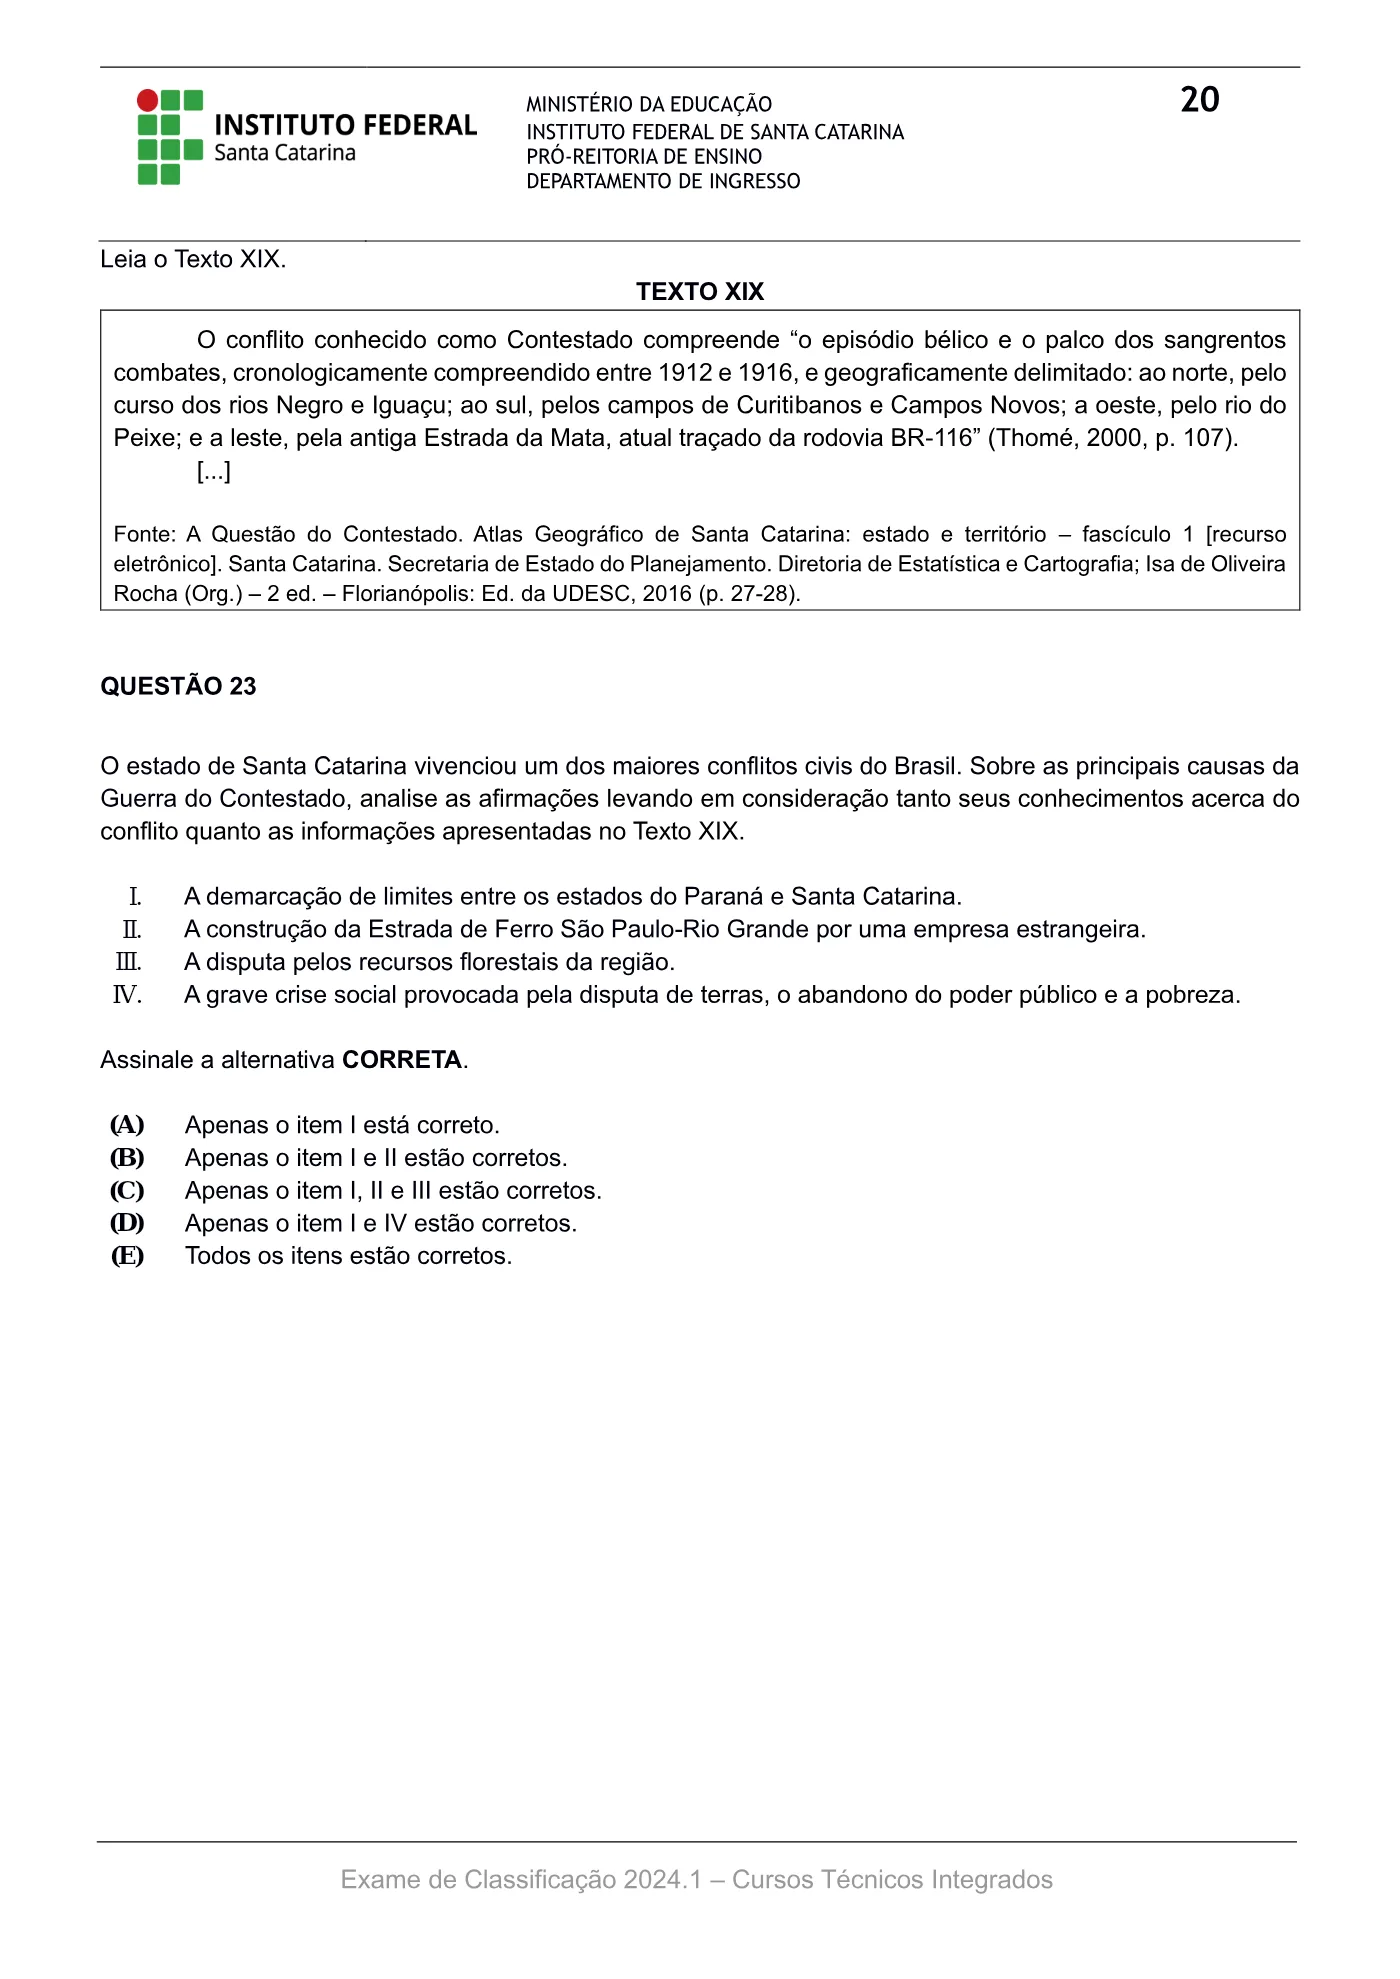 INSTITUTO FEDERAL
Santa Catarina
MINISTÉRIO DA EDUCAÇÃO
INSTITUTO FEDERAL DE SANTA CATARINA
PRÓ-REITORIA DE ENSINO
DEPARTAMENTO DE INGRESSO
20
Leia o Texto XIX.
TEXTO XIX
O conflito conhecido como Contestado compreende “o episódio bélico e o palco dos sangrentos
combates, cronologicamente compreendido entre 1912 e 1916, e geograficamente delimitado: ao norte, pelo
curso dos rios Negro e Iguaçu; ao sul, pelos campos de Curitibanos e Campos Novos; a oeste, pelo rio do
Peixe; e a leste, pela antiga Estrada da Mata, atual traçado da rodovia BR-116” (Thomé, 2000, p. 107).
[...]
Fonte: A Questão do Contestado. Atlas Geográfico de Santa Catarina: estado e território – fascículo 1 [recurso
eletrônico]. Santa Catarina. Secretaria de Estado do Planejamento. Diretoria de Estatística e Cartografia; Isa de Oliveira
Rocha (Org.) – 2 ed. – Florianópolis: Ed. da UDESC, 2016 (p. 27-28).
QUESTÃO 23
O estado de Santa Catarina vivenciou um dos maiores conflitos civis do Brasil. Sobre as principais causas da
Guerra do Contestado, analise as afirmações levando em consideração tanto seus conhecimentos acerca do
conflito quanto as informações apresentadas no Texto XIX.
I. A demarcação de limites entre os estados do Paraná e Santa Catarina.
II. A construção da Estrada de Ferro São Paulo-Rio Grande por uma empresa estrangeira.
III. A disputa pelos recursos florestais da região.
IV. A grave crise social provocada pela disputa de terras, o abandono do poder público e a pobreza.
Assinale a alternativa CORRETA.
(A) Apenas o item I está correto.
(B) Apenas o item I e II estão corretos.
(C) Apenas o item I, II e III estão corretos.
(D) Apenas o item I e IV estão corretos.
(E) Todos os itens estão corretos.
Exame de Classificação 2024.1 – Cursos Técnicos Integrados